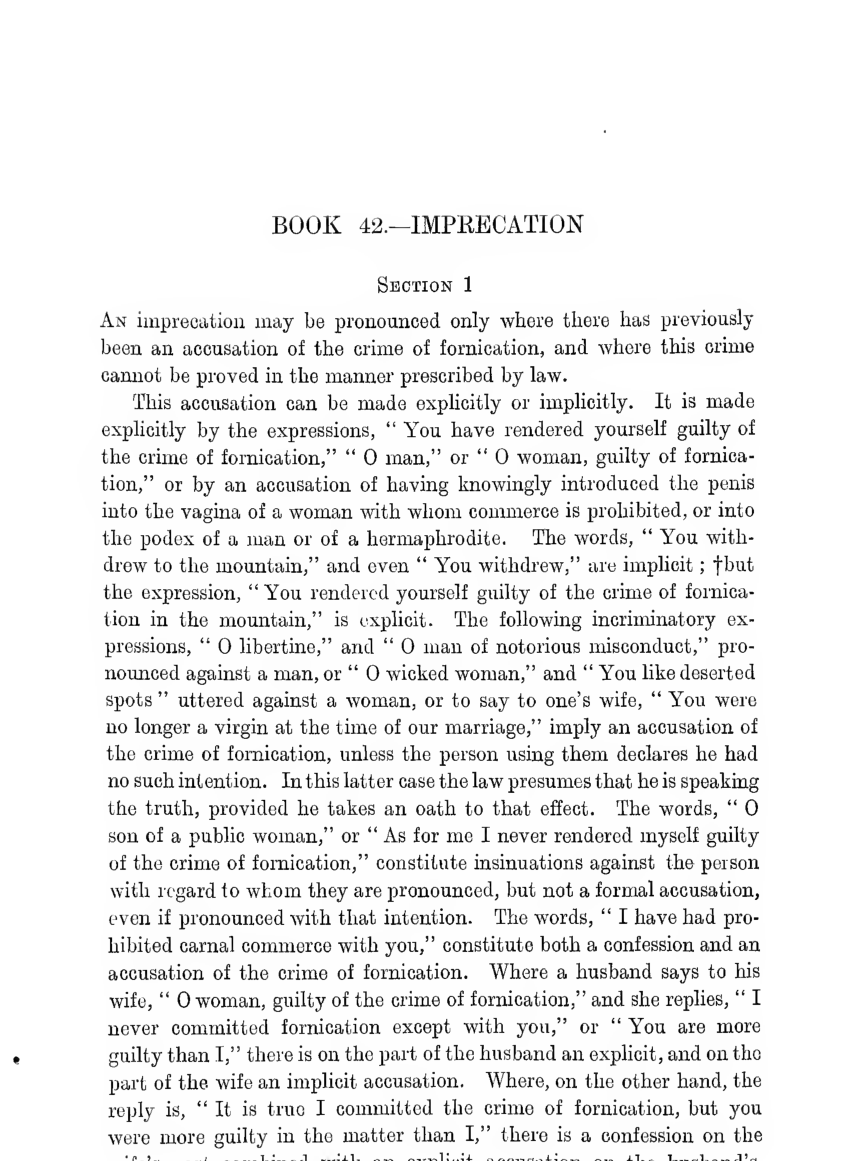 BOOK 42.—IMPRECATION
SECTION 1
AN imprecation may be pronounced only where there has previously
been an accusation of the crime of fornication, and where this crime
cannot be proved in the manner prescribed by law.
This accusation can be made explicitly or implicitly. It is made
explicitly by the expressions, “ You have rendered yourself guilty of
the crime of fornication,” “ O man,” or “ O woman, guilty of fornica-
tion,” or by an accusation of having knowingly introduced the penis
into the vagina of a woman with whom commerce is prohibited, or into
the podex of a man or of a hermaphrodite. The words, “ You with-
drew to the mountain,” and even “ You withdrew,” are implicit ; †but
the expression, “ You rendered yourself guilty of the crime of fornica-
tion in the mountain,” is explicit. The following incriminatory ex-
pressions, “ O libertine,” and “ O man of notorious misconduct,” pro-
nounced against a man, or “ O wicked woman,” and “ You like deserted
spots ” uttered against a woman, or to say to one’s wife, “ You were
no longer a virgin at the time of our marriage,” imply an accusation of
the crime of fornication, unless the person using them declares he had
no such intention. In this latter case the law presumes that he is speaking
the truth, provided he takes an oath to that effect. The words, “ O
son of a public woman,” or “ As for me I never rendered myself guilty
of the crime of fornication,” constitute insinuations against the person
with regard to whom they are pronounced, but not a formal accusation,
even if pronounced with that intention. The words, “ I have had pro-
hibited carnal commerce with you,” constitute both a confession and an
accusation of the crime of fornication. Where a husband says to his
wife, “ O woman, guilty of the crime of fornication,” and she replies, “ I
never committed fornication except with you,” or “ You are more
guilty than I,” there is on the part of the husband an explicit, and on the
part of the wife an implicit accusation. Where, on the other hand, the
reply is, “ It is true I committed the crime of fornication, but you
were more guilty in the matter than I,” there is a confession on the